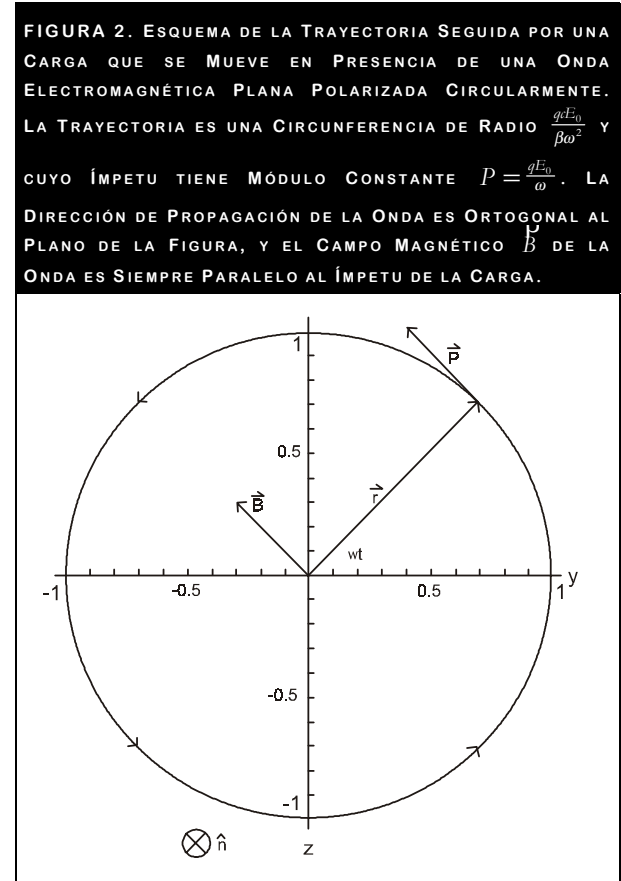 FIGURA 2. ESQUEMA DE LA TRAYECTORIA SEGUIDA POR UNA
CARGA QUE SE MUEVE EN PRESENCIA DE UNA ONDA
ELECTROMAGNÉTICA PLANA POLARIZADA CIRCULARMENTE.
LA TRAYECTORIA ES UNA CIRCUNFERENCIA DE RADIO qcE₀/βω² Y
CUYO ÍMPETU TIENE MÓDULO CONSTANTE P = qE₀/ω . LA
DIRECCIÓN DE PROPAGACIÓN DE LA ONDA ES ORTOGONAL AL
PLANO DE LA FIGURA, Y EL CAMPO MAGNÉTICO B DE LA
ONDA ES SIEMPRE PARALELO AL ÍMPETU DE LA CARGA.
1
P⃗
0.5
r⃗
B⃗
wt
-1 -0.5 0.5 1 y
-0.5
-1
n̂
z